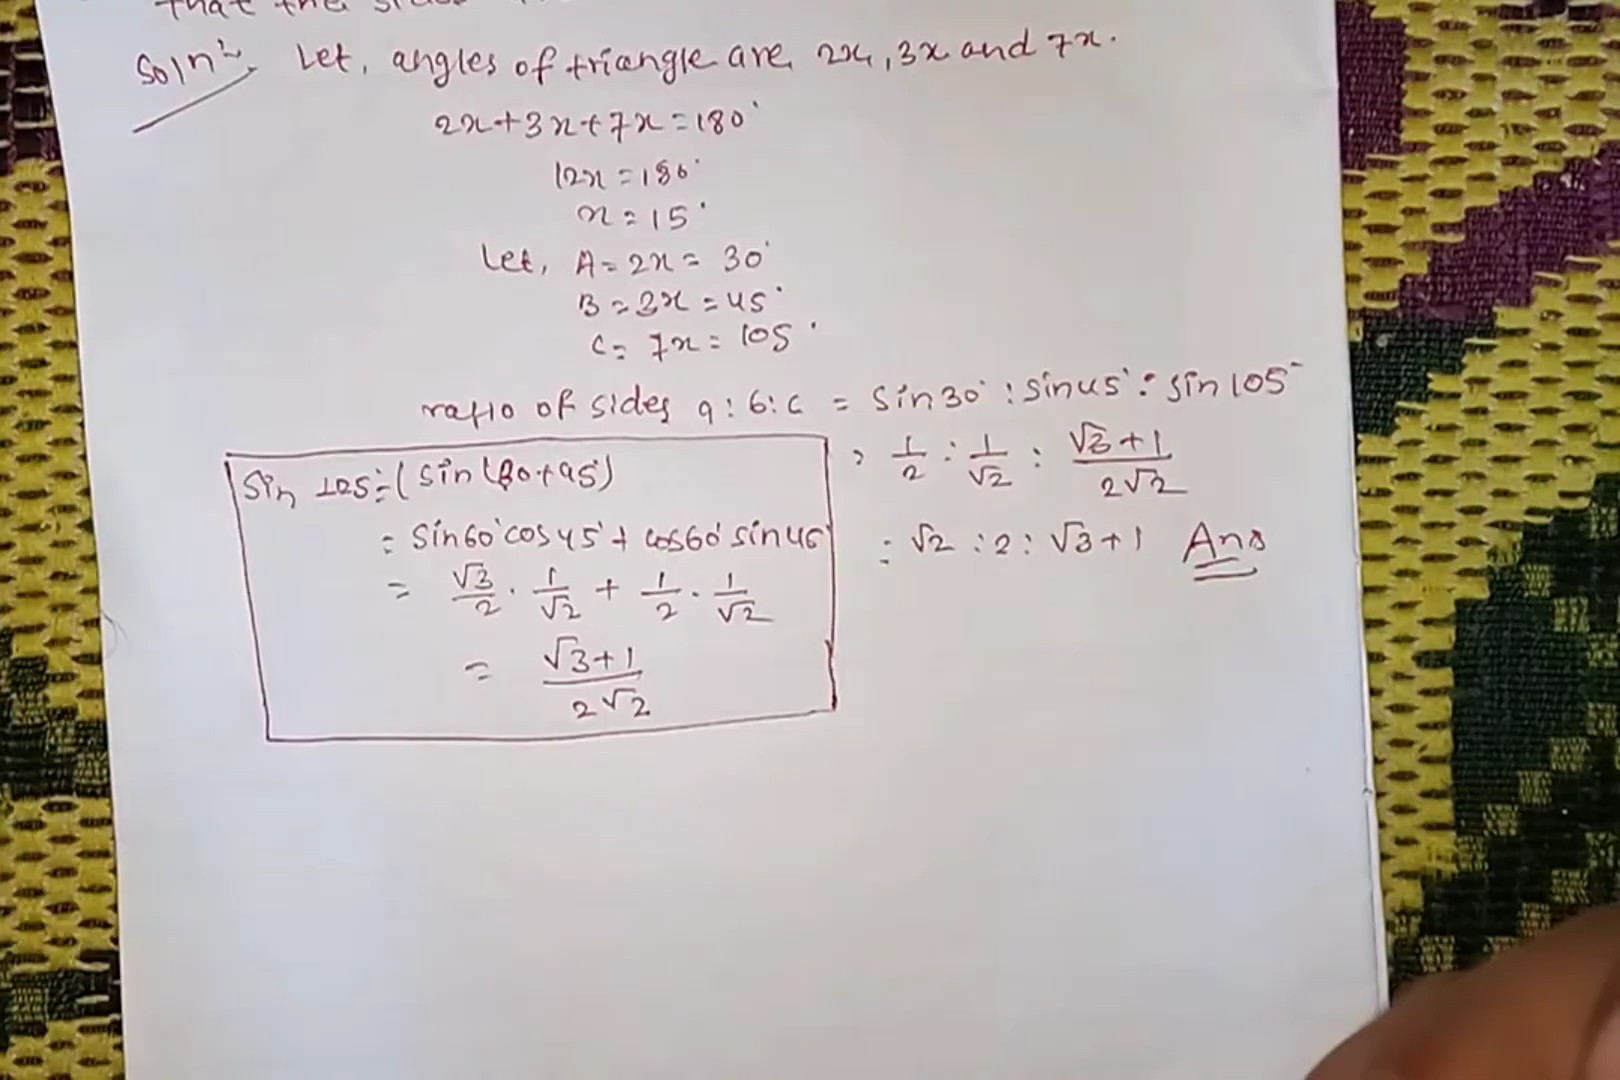 that the sides
Soln:- Let, angles of triangle are 2x, 3x and 7x.
2x+3x+7x=180°
12x=180°
x=15°
Let, A=2x=30°
B=3x=45°
C=7x=105°
ratio of sides a:b:c = sin30°:sin45°:sin105°
= 1/2 : 1/√2 : √3+1/2√2
= √2:2:√3+1 Ans
sin 105=(sin(60+45)
= sin60°cos45°+cos60°sin45°
= √3/2 . 1/√2 + 1/2 . 1/√2
= √3+1/2√2